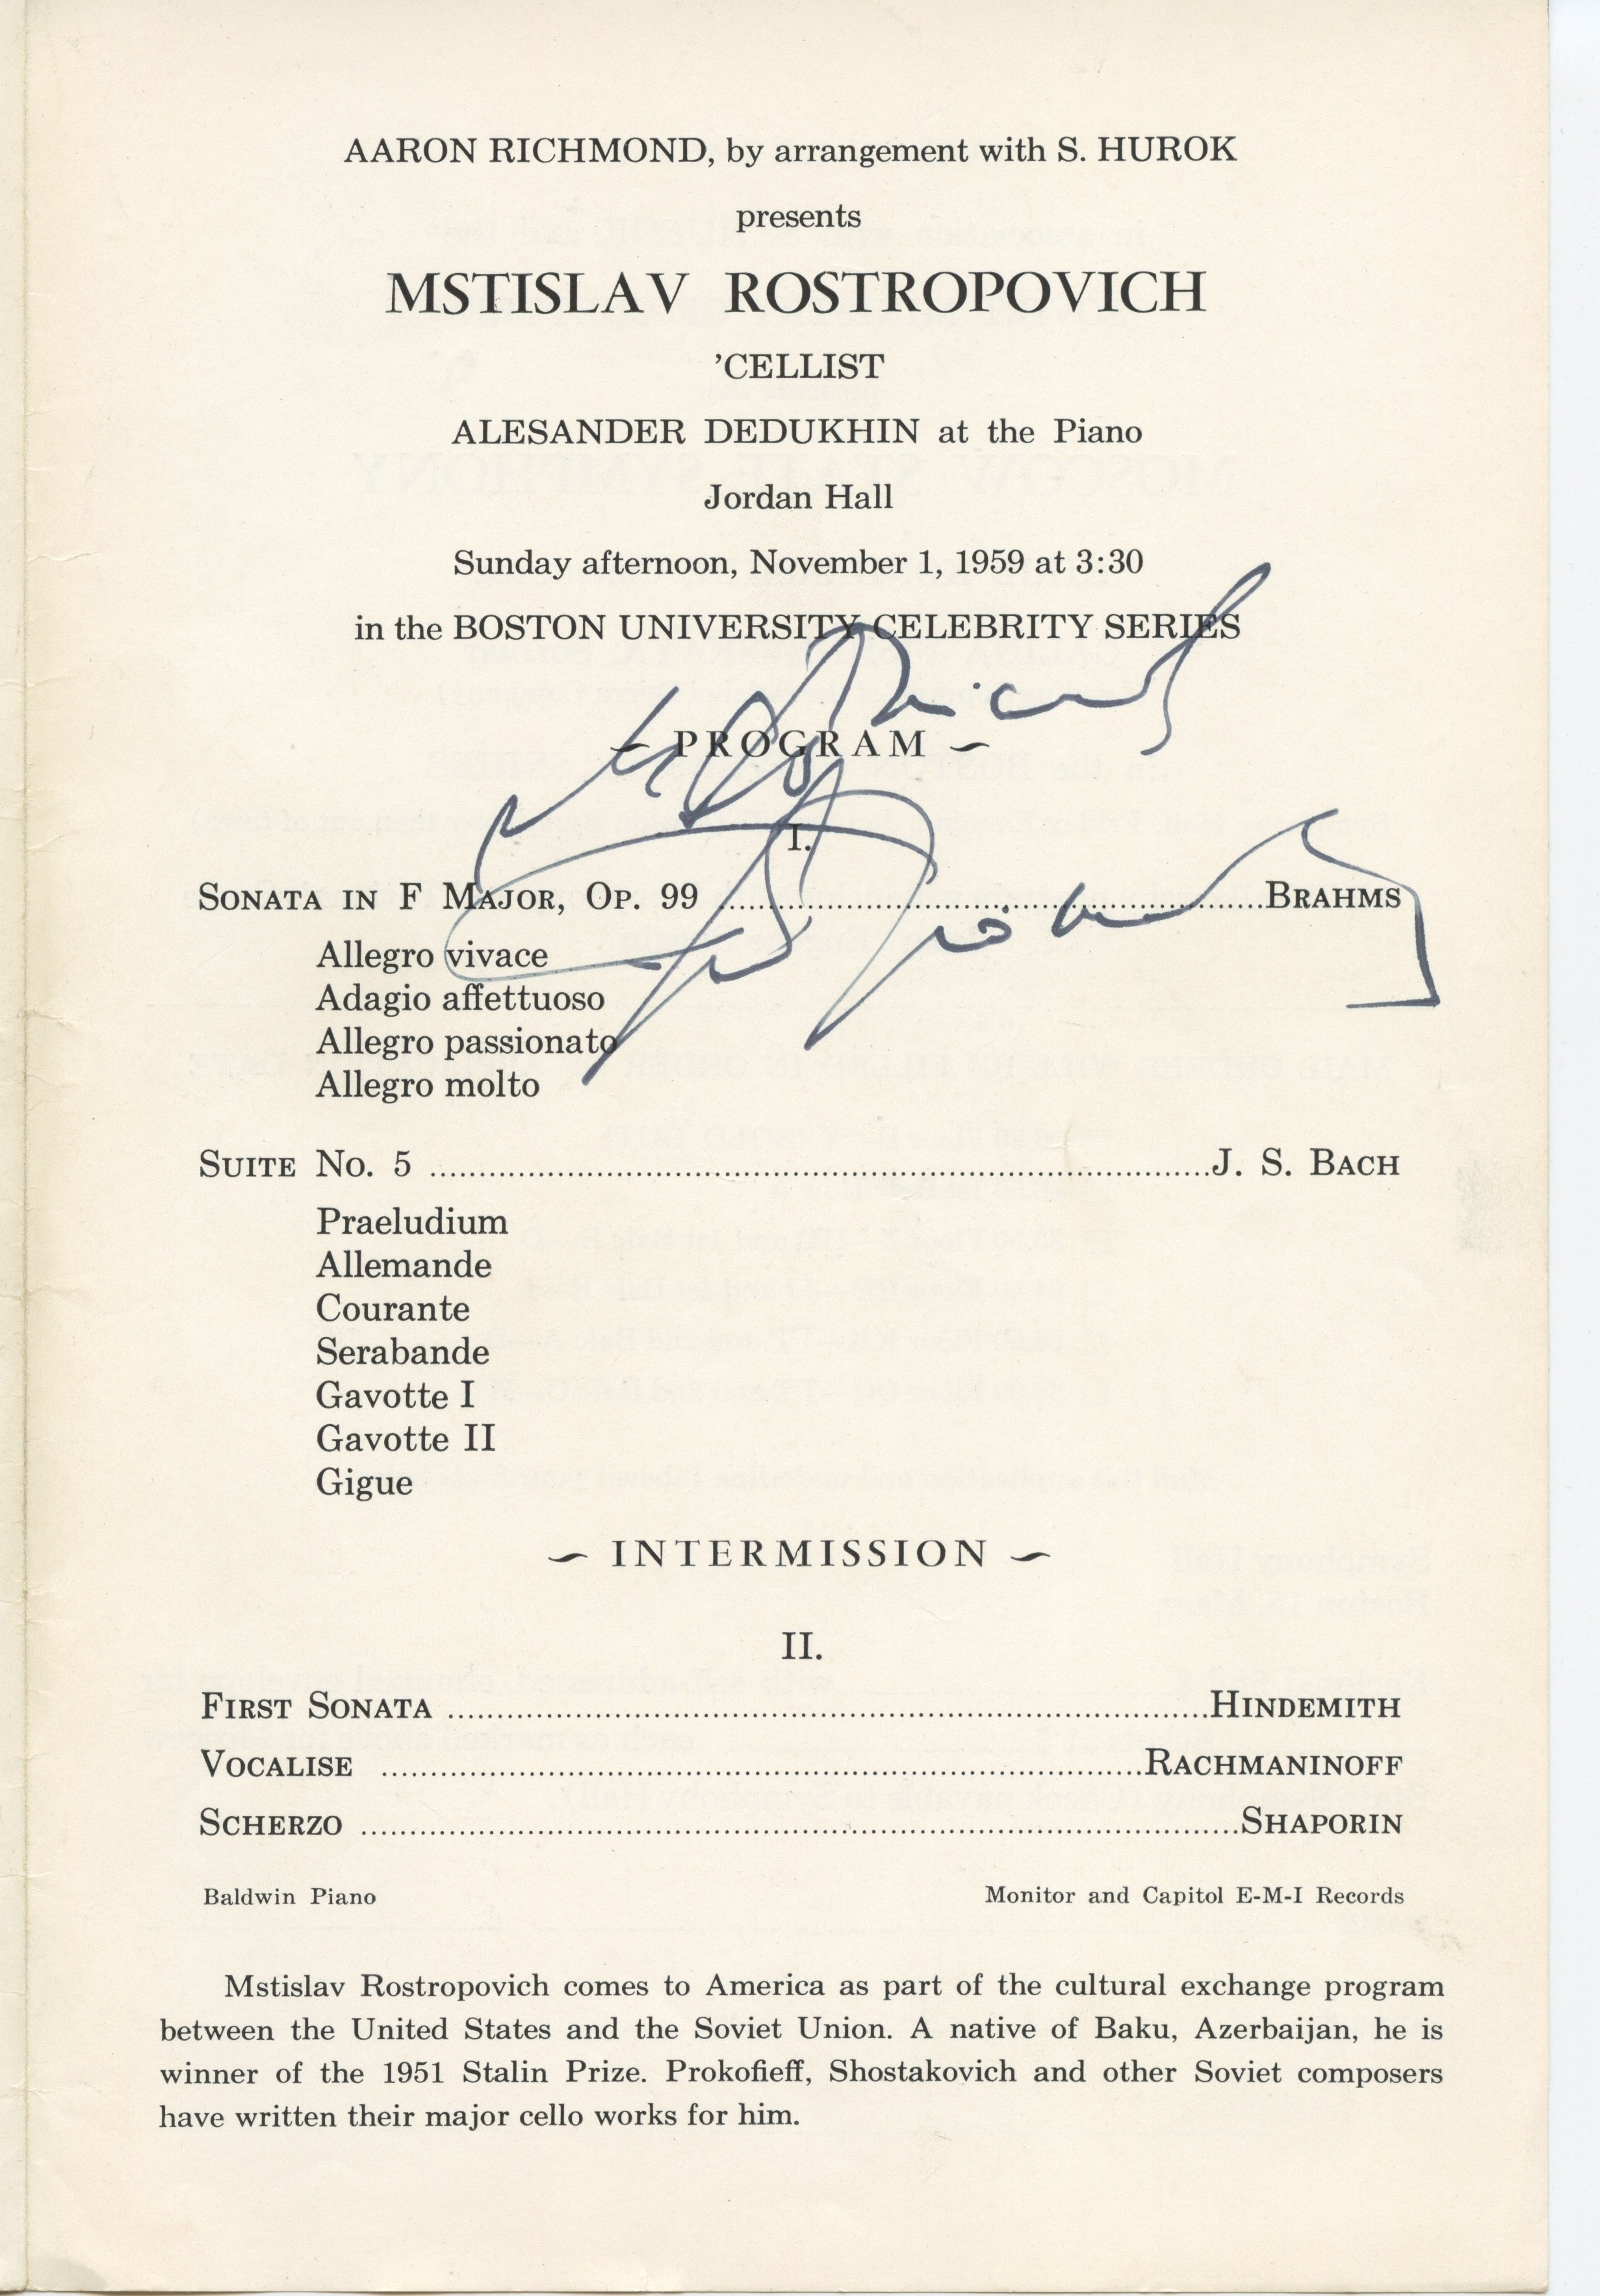 AARON RICHMOND, by arrangement with S. HUROK
presents
MSTISLAV ROSTROPOVICH
’CELLIST
ALESANDER DEDUKHIN at the Piano
Jordan Hall
Sunday afternoon, November 1, 1959 at 3:30
in the BOSTON UNIVERSITY CELEBRITY SERIES
~ PROGRAM ~
I.
SONATA IN F MAJOR, OP. 99 ........ BRAHMS
Allegro vivace
Adagio affettuoso
Allegro passionato
Allegro molto
SUITE NO. 5 ........ J. S. BACH
Praeludium
Allemande
Courante
Serabande
Gavotte I
Gavotte II
Gigue
~ INTERMISSION ~
II.
FIRST SONATA ........ HINDEMITH
VOCALISE ........ RACHMANINOFF
SCHERZO ........ SHAPORIN
Baldwin Piano Monitor and Capitol E-M-I Records
Mstislav Rostropovich comes to America as part of the cultural exchange program
between the United States and the Soviet Union. A native of Baku, Azerbaijan, he is
winner of the 1951 Stalin Prize. Prokofieff, Shostakovich and other Soviet composers
have written their major cello works for him.